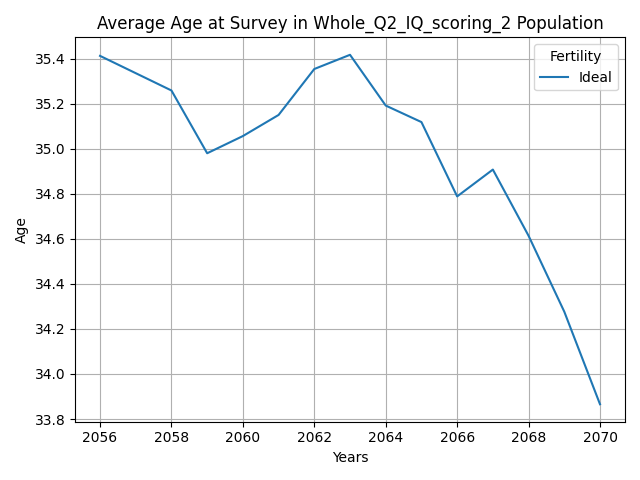 Average Age at Survey in Whole_Q2_IQ_scoring_2 Population
Fertility
Ideal
35.4
35.2
35.0
34.8
34.6
34.4
34.2
34.0
33.8
Age
2056 2058 2060 2062 2064 2066 2068 2070
Years